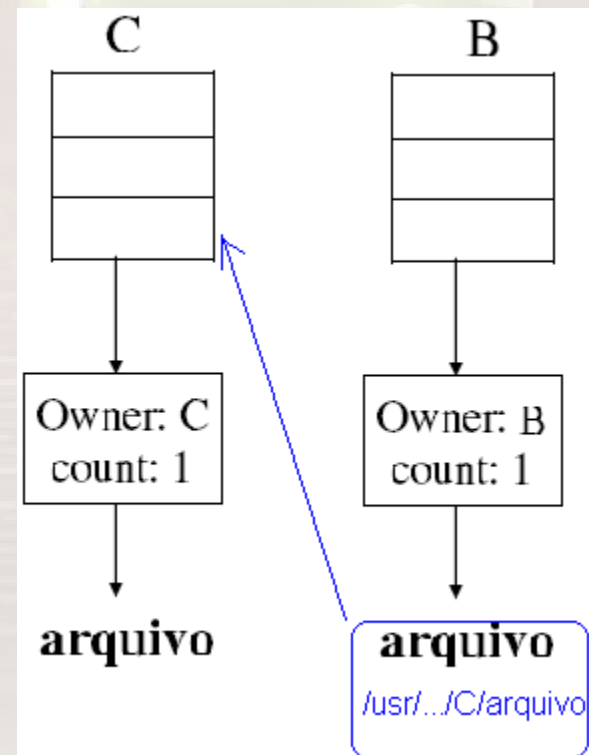 C
B
Owner: C
count: 1
Owner: B
count: 1
arquivo
arquivo
/usr/.../C/arquivo